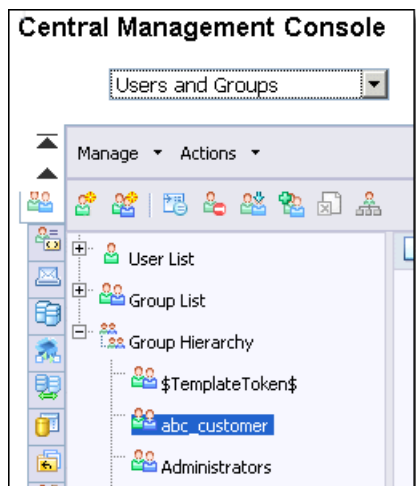 Central Management Console
Users and Groups
Manage Actions
User List
Group List
Group Hierarchy
$TemplateToken$
abc_customer
Administrators